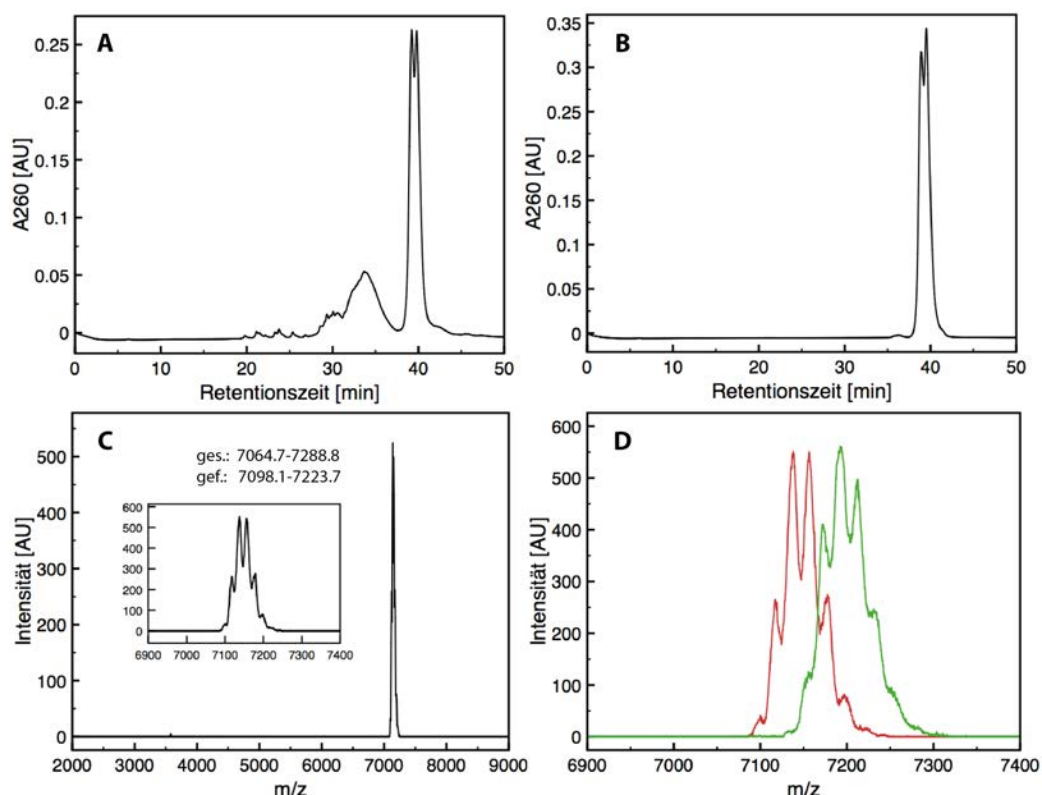 A
A260 [AU]
0.25
0.2
0.15
0.1
0.05
0
0 10 20 30 40 50
Retentionszeit [min]
B
A260 [AU]
0.35
0.3
0.25
0.2
0.15
0.1
0.05
0
0 10 20 30 40 50
Retentionszeit [min]
C
ges.: 7064.7-7288.8
gef.: 7098.1-7223.7
Intensität [AU]
500
400
300
200
100
0
600
500
400
300
200
100
0
6900 7000 7100 7200 7300 7400
2000 3000 4000 5000 6000 7000 8000 9000
m/z
D
Intensität [AU]
600
500
400
300
200
100
0
6900 7000 7100 7200 7300 7400
m/z